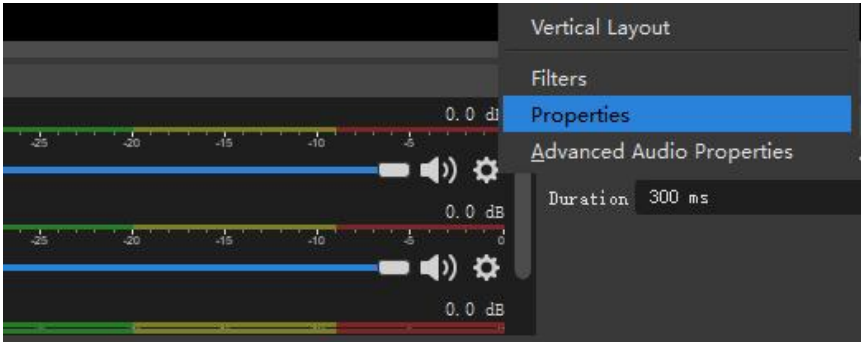 Vertical Layout
Filters
Properties
Advanced Audio Properties
0.0 d
-25 -20 -15 -10 -5
Duration 300 ms
0.0 dB
-25 -20 -15 -10 -5 0
0.0 dB